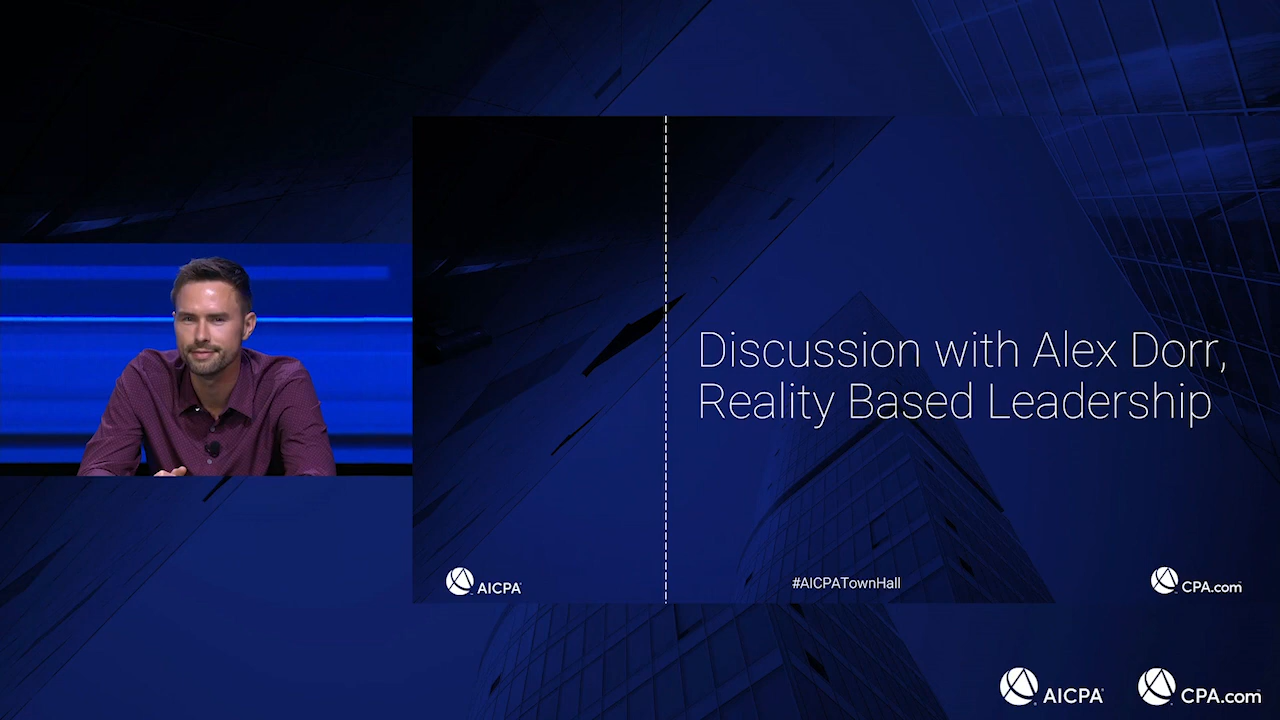 Discussion with Alex Dorr,
Reality Based Leadership
AICPA
#AICPATownHall
CPA.com
AICPA
CPA.com